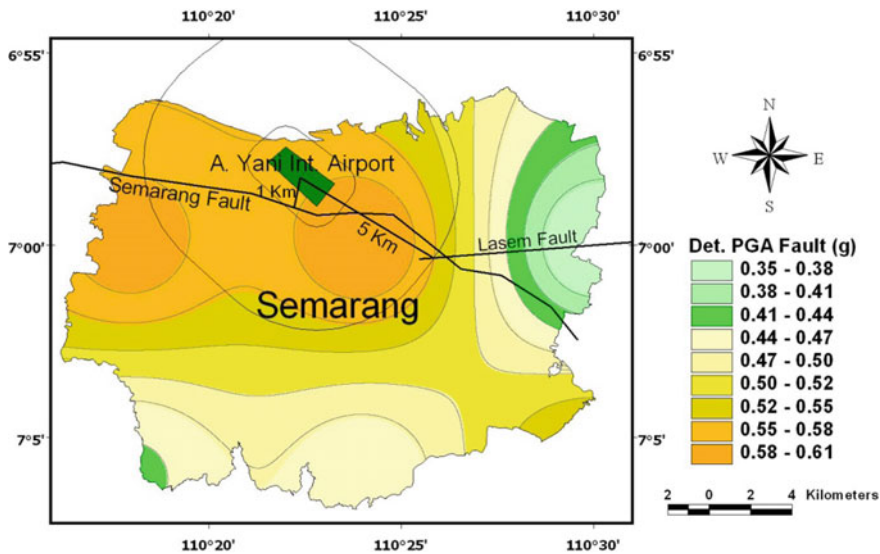 110°20'
110°25'
110°30'
6°55'
6°55'
A. Yani Int. Airport
1 Km
Semarang Fault
5 Km
Lasem Fault
7°00'
7°00'
Semarang
7°5'
7°5'
110°20'
110°25'
110°30'
N
W
E
S
Det. PGA Fault (g)
0.35 - 0.38
0.38 - 0.41
0.41 - 0.44
0.44 - 0.47
0.47 - 0.50
0.50 - 0.52
0.52 - 0.55
0.55 - 0.58
0.58 - 0.61
2 0 2 4 Kilometers